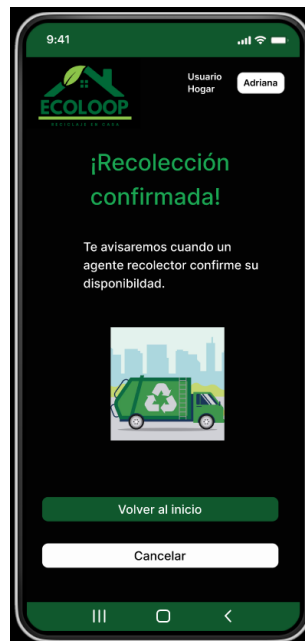 9:41
ECOLOOP
RECICLAJE EN CASA
Usuario
Hogar
Adriana
¡Recolección
confirmada!
Te avisaremos cuando un
agente recolector confirme su
disponibildad.
Volver al inicio
Cancelar